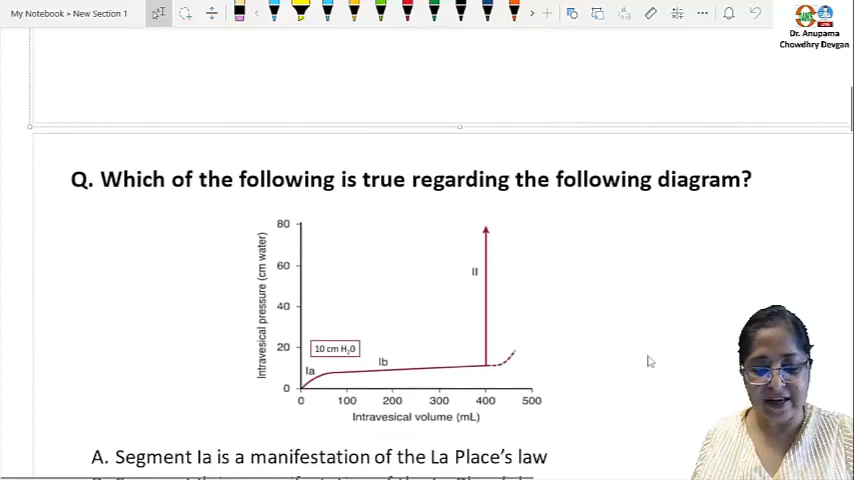 My Notebook » New Section 1
Dr. Anupama
Chowdhry Devgan
Q. Which of the following is true regarding the following diagram?
80
60
40
20
0
Intravesical pressure (cm water)
II
10 cm H₂0
Ib
Ia
0 100 200 300 400 500
Intravesical volume (mL)
A. Segment Ia is a manifestation of the La Place’s law